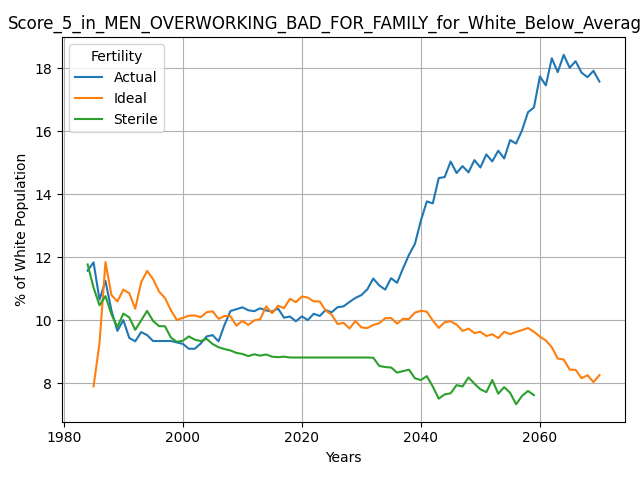 Score_5_in_MEN_OVERWORKING_BAD_FOR_FAMILY_for_White_Below_Averag
Fertility
Actual
Ideal
Sterile
% of White Population
18
16
14
12
10
8
1980
2000
2020
2040
2060
Years